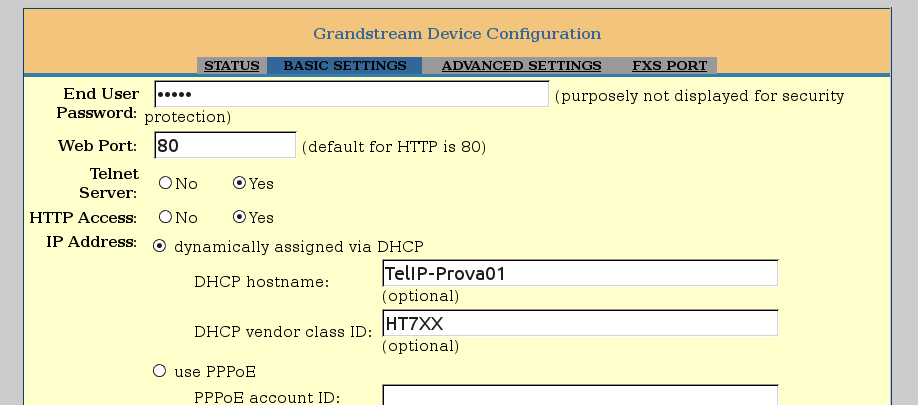 Grandstream Device Configuration
STATUS BASIC SETTINGS ADVANCED SETTINGS FXS PORT
End User Password: ••••• (purposely not displayed for security protection)
Web Port: 80 (default for HTTP is 80)
Telnet Server: No Yes
HTTP Access: No Yes
IP Address: dynamically assigned via DHCP
DHCP hostname: TelIP-Prova01
(optional)
DHCP vendor class ID: HT7XX
(optional)
use PPPoE
PPPoE account ID: